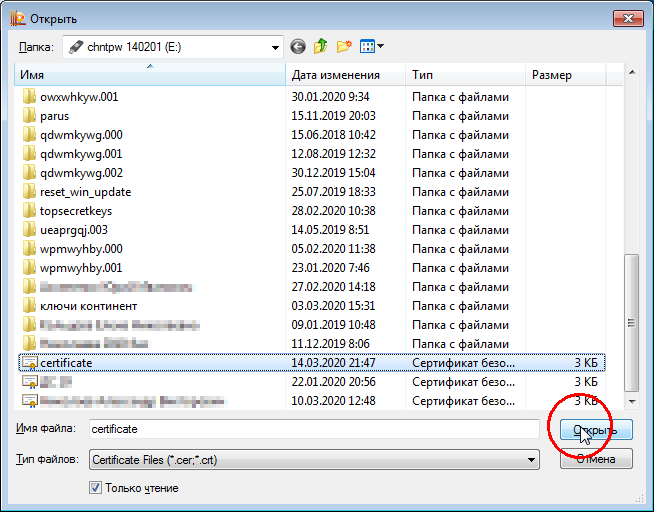 Открыть
Папка: chntpw 140201 (E:)
Имя Дата изменения Тип Размер
owxwhkyw.001 30.01.2020 9:34 Папка с файлами
parus 15.11.2019 20:03 Папка с файлами
qdwmkywg.000 15.06.2018 10:42 Папка с файлами
qdwmkywg.001 12.08.2019 12:32 Папка с файлами
qdwmkywg.002 30.12.2019 15:04 Папка с файлами
reset_win_update 25.07.2019 18:33 Папка с файлами
topsecretkeys 28.02.2020 10:38 Папка с файлами
ueaprgqj.003 14.05.2019 8:51 Папка с файлами
wpmwyhby.000 05.02.2020 11:38 Папка с файлами
wpmwyhby.001 23.01.2020 7:46 Папка с файлами
27.02.2020 14:18 Папка с файлами
ключи континент 03.03.2020 15:31 Папка с файлами
09.01.2019 10:48 Папка с файлами
11.12.2019 8:06 Папка с файлами
certificate 14.03.2020 21:47 Сертификат безо... 3 КБ
22.01.2020 20:56 Сертификат безо... 3 КБ
10.03.2020 12:48 Сертификат безо... 3 КБ
Имя файла: certificate Открыть
Тип файлов: Certificate Files (*.cer;*.crt) Отмена
Только чтение